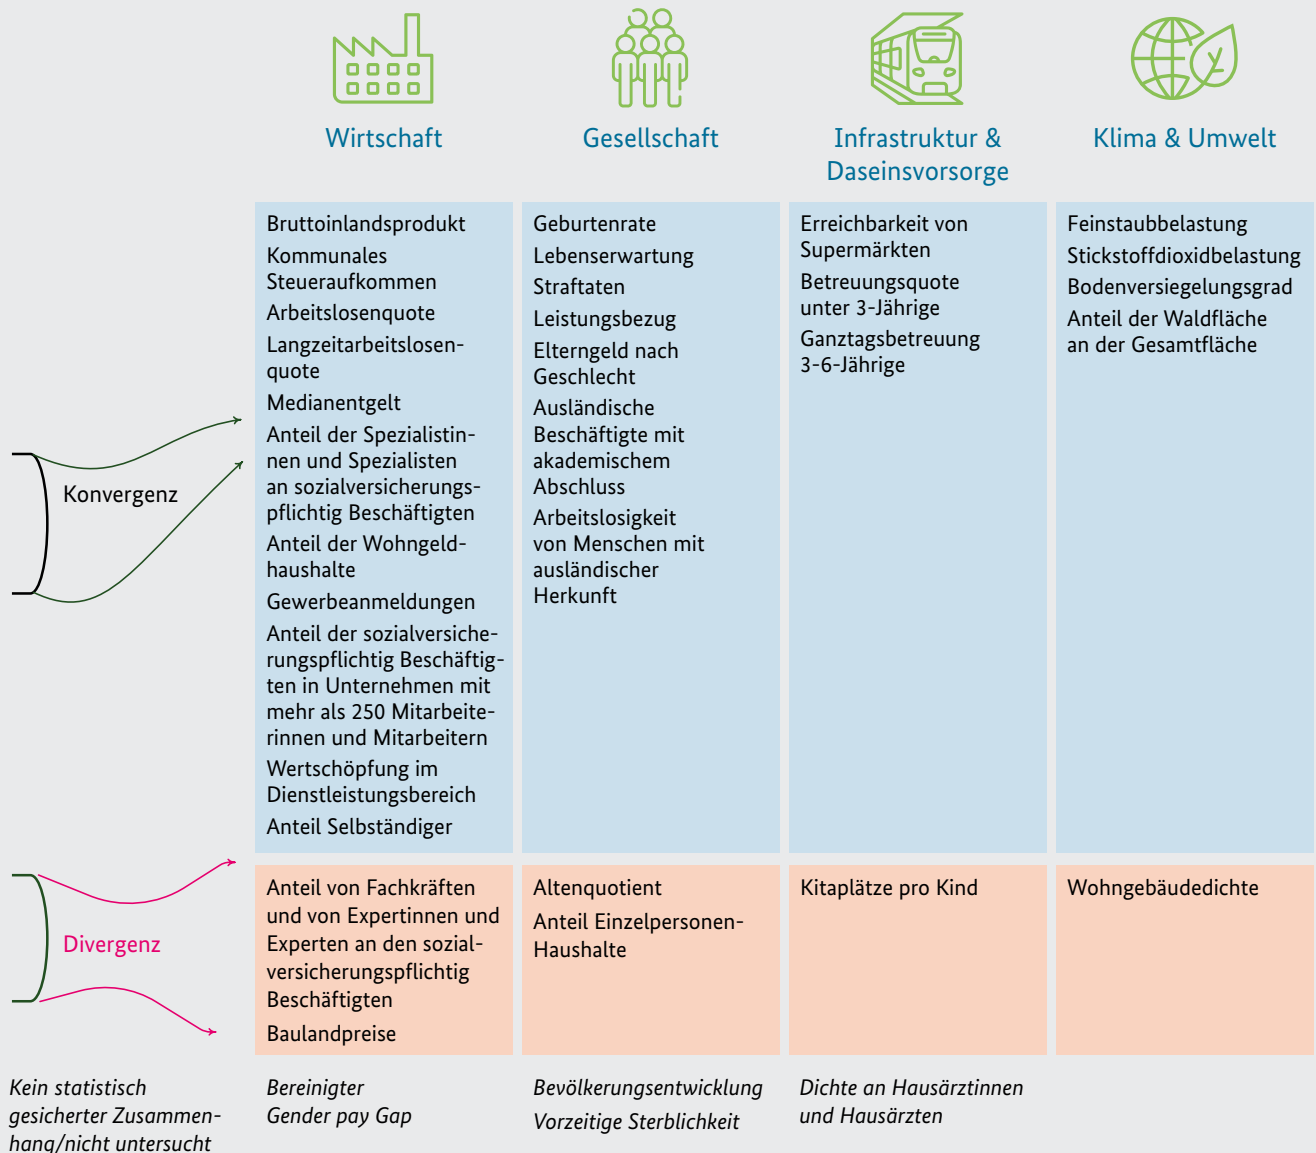 Wirtschaft
Gesellschaft
Infrastruktur &
Daseinsvorsorge
Klima & Umwelt
Konvergenz
Bruttoinlandsprodukt
Kommunales
Steueraufkommen
Arbeitslosenquote
Langzeitarbeitslosen-
quote
Medianentgelt
Anteil der Spezialistin-
nen und Spezialisten
an sozialversicherungs-
pflichtig Beschäftigten
Anteil der Wohngeld-
haushalte
Gewerbeanmeldungen
Anteil der sozialversiche-
rungspflichtig Beschäftig-
ten in Unternehmen mit
mehr als 250 Mitarbeite-
rinnen und Mitarbeitern
Wertschöpfung im
Dienstleistungsbereich
Anteil Selbständiger
Geburtenrate
Lebenserwartung
Straftaten
Leistungsbezug
Elterngeld nach
Geschlecht
Ausländische
Beschäftigte mit
akademischem
Abschluss
Arbeitslosigkeit
von Menschen mit
ausländischer
Herkunft
Erreichbarkeit von
Supermärkten
Betreuungsquote
unter 3-Jährige
Ganztagsbetreuung
3-6-Jährige
Feinstaubbelastung
Stickstoffdioxidbelastung
Bodenversiegelungsgrad
Anteil der Waldfläche
an der Gesamtfläche
Divergenz
Anteil von Fachkräften
und von Expertinnen und
Experten an den sozial-
versicherungspflichtig
Beschäftigten
Baulandpreise
Altenquotient
Anteil Einzelpersonen-
Haushalte
Kitaplätze pro Kind
Wohngebäudedichte
Kein statistisch
gesicherter Zusammen-
hang/nicht untersucht
Bereinigter
Gender pay Gap
Bevölkerungsentwicklung
Vorzeitige Sterblichkeit
Dichte an Hausärztinnen
und Hausärzten